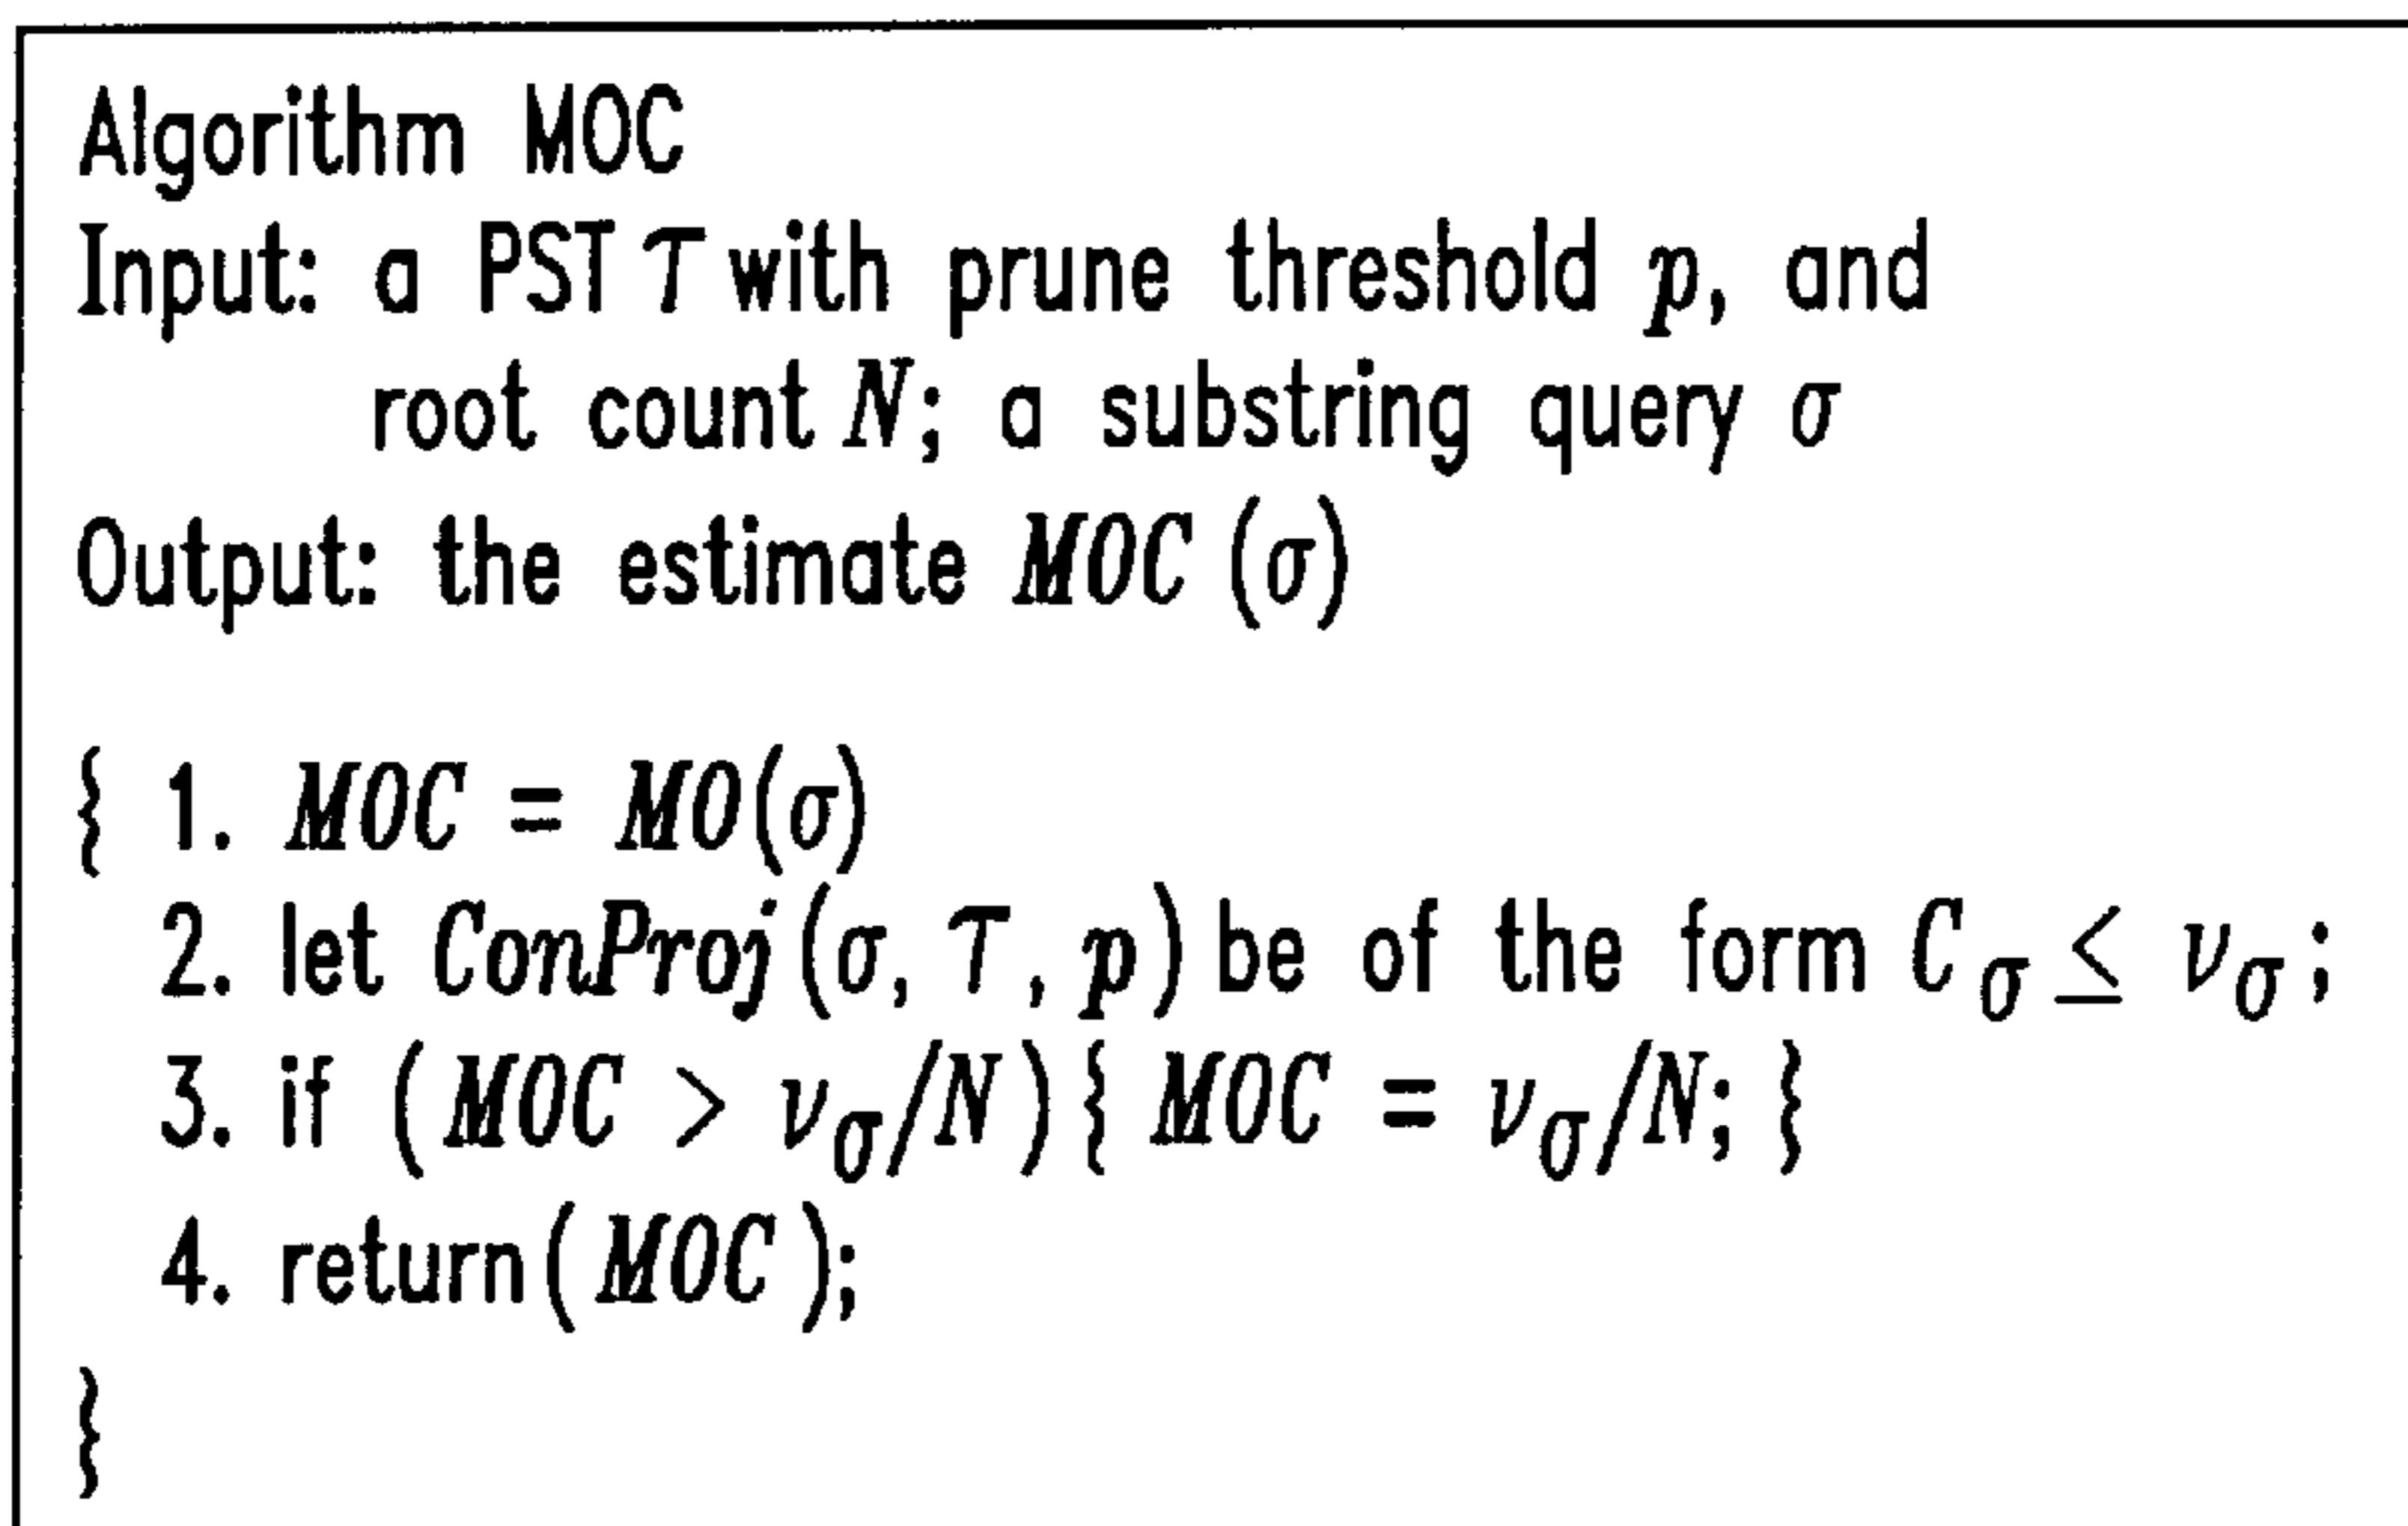 Algorithm MOC
Input: a PST 𝒯 with prune threshold p, and
root count N; a substring query σ
Output: the estimate MOC (σ)
{ 1. MOC = MO(σ)
2. let ConProj(σ, 𝒯, p) be of the form C_σ ≤ ν_σ;
3. if (MOC > ν_σ/N){ MOC = ν_σ/N; }
4. return(MOC);
}